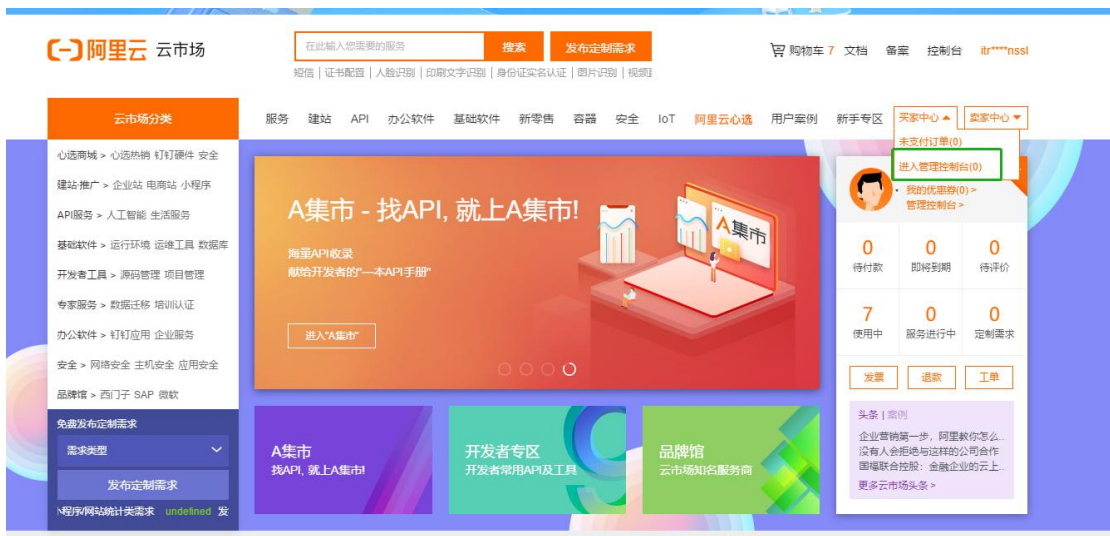 阿里云 云市场
在此输入您需要的服务 搜索 发布定制需求
购物车 7 文档 备案 控制台 itr****nssl
短信 | 证书配置 | 人脸识别 | 印刷文字识别 | 身份证实名认证 | 图片识别 | 视频
云市场分类 服务 建站 API 办公软件 基础软件 新零售 容器 安全 IoT 阿里云心选 用户案例 新手专区 买家中心 卖家中心
未支付订单(0)
进入管理控制台(0)
我的优惠券(0) >
管理控制台 >
心选商城 > 心选热销 钉钉硬件 安全
建站·推广 > 企业站 电商站 小程序
API服务 > 人工智能 生活服务
基础软件 > 运行环境 运维工具 数据库
开发者工具 > 源码管理 项目管理
专家服务 > 数据迁移 培训认证
办公软件 > 钉钉应用 企业服务
安全 > 网络安全 主机安全 应用安全
品牌馆 > 西门子 SAP 微软
免费发布定制需求
需求类型
发布定制需求
程序/网站统计类需求 undefined 发
A集市 - 找API, 就上A集市!
海量API收录
献给开发者的“一本API手册”
进入“A集市”
A集市
A集市
找API, 就上A集市!
开发者专区
开发者常用API及工具
品牌馆
云市场知名服务商
0 0 0
待付款 即将到期 待评价
7 0 0
使用中 服务进行中 定制需求
发票 退款 工单
头条 | 案例
企业营销第一步，阿里教你怎么...
没有人会拒绝与这样的公司合作
国福联合控股：金融企业的云上...
更多云市场头条 >